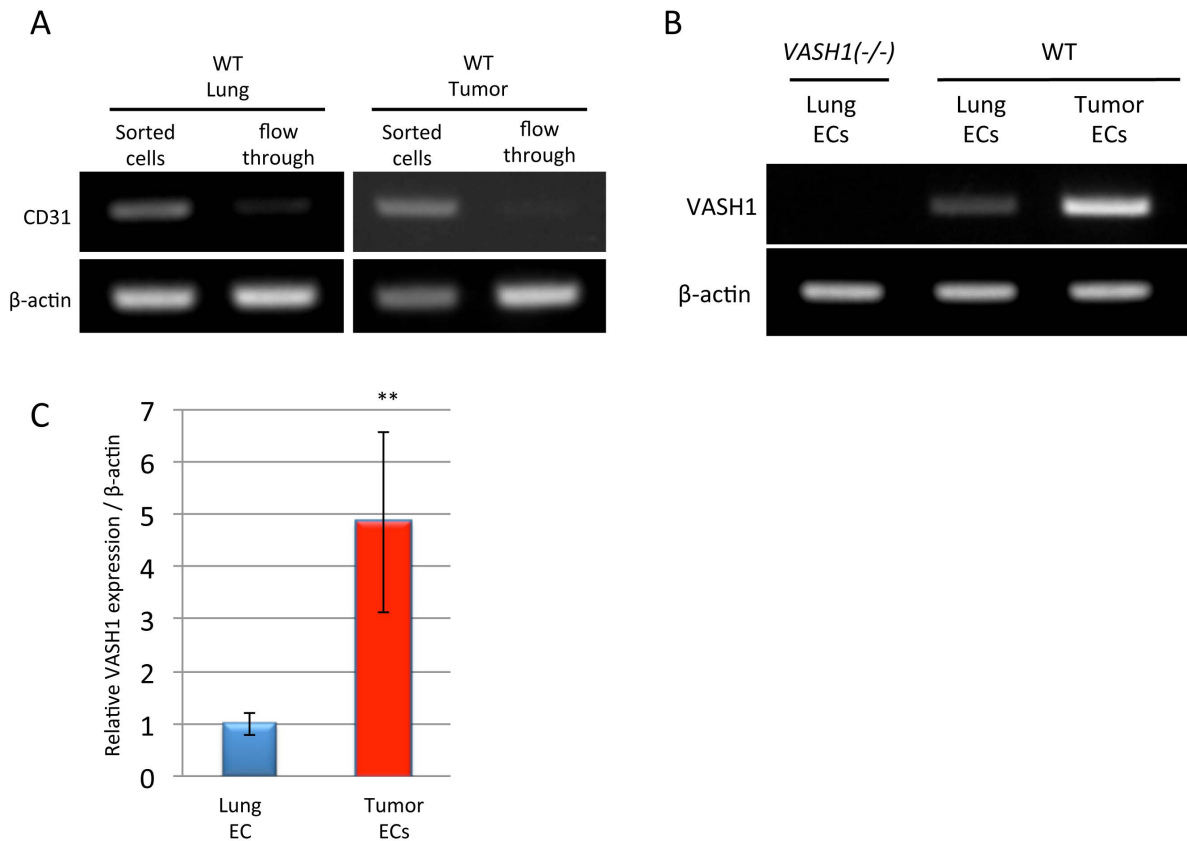 A
WT
Lung
WT
Tumor
Sorted
cells
flow
through
Sorted
cells
flow
through
CD31
β-actin
B
VASH1(-/-)
WT
Lung
ECs
Lung
ECs
Tumor
ECs
VASH1
β-actin
C
Relative VASH1 expression / β-actin
7
6
5
4
3
2
1
0
**
Lung
EC
Tumor
ECs